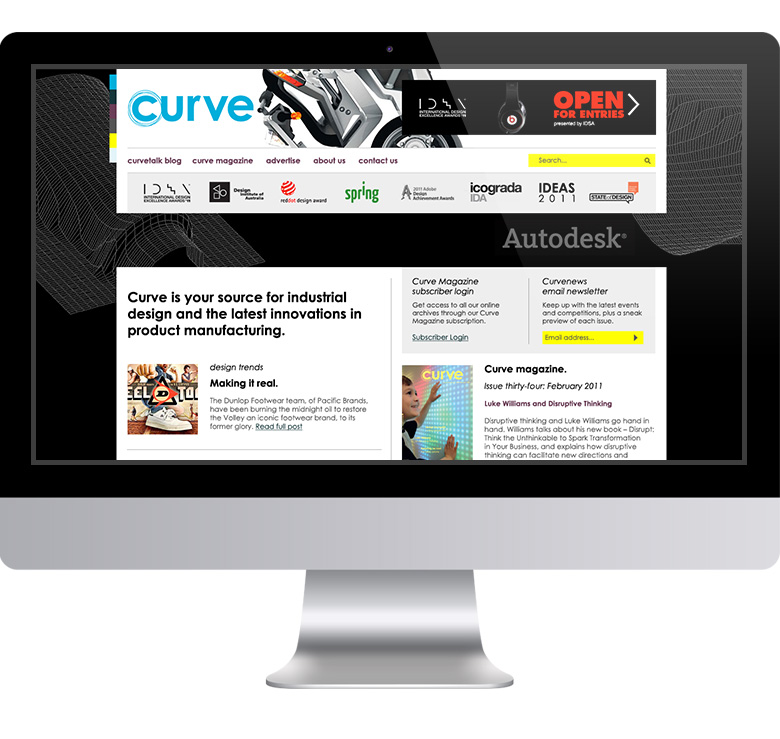 curve
IDSA
INTERNATIONAL DESIGN
EXCELLENCE AWARDS
OPEN
FOR ENTRIES
presented by IDSA
curvetalk blog
curve magazine
advertise
about us
contact us
Search...
IDSA
INTERNATIONAL DESIGN
EXCELLENCE AWARDS
Design
Institute of
Australia
reddot design award
spring
2011 Adobe
Design
Achievement Awards
icograda
IDA
IDEAS
2011
STATE of DESIGN
Autodesk®
Curve is your source for industrial
design and the latest innovations in
product manufacturing.
Curve Magazine
subscriber login
Get access to all our online
archives through our Curve
Magazine subscription.
Subscriber Login
Curvenews
email newsletter
Keep up with the latest events
and competitions, plus a sneak
preview of each issue.
Email address...
design trends
Making it real.
The Dunlop Footwear team, of Pacific Brands,
have been burning the midnight oil to restore
the Volley an iconic footwear brand, to its
former glory. Read full post
curve
Curve magazine.
Issue thirty-four: February 2011
Luke Williams and Disruptive Thinking
Disruptive thinking and Luke Williams go hand in
hand. Williams talks about his new book – Disrupt:
Think the Unthinkable to Spark Transformation
in Your Business, and explains how disruptive
thinking can facilitate new directions and